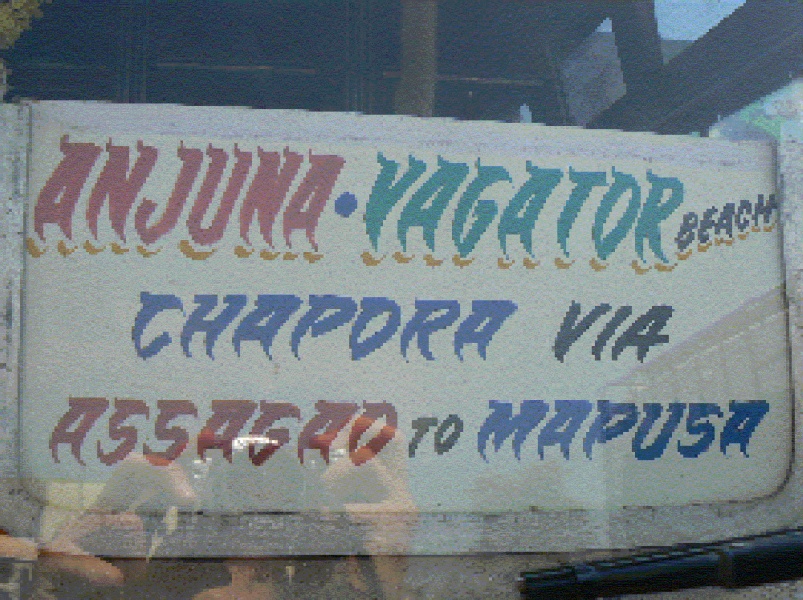 ANJUNA • VAGATOR BEACH
CHAPORA VIA
ASSAGAO TO MAPUSA